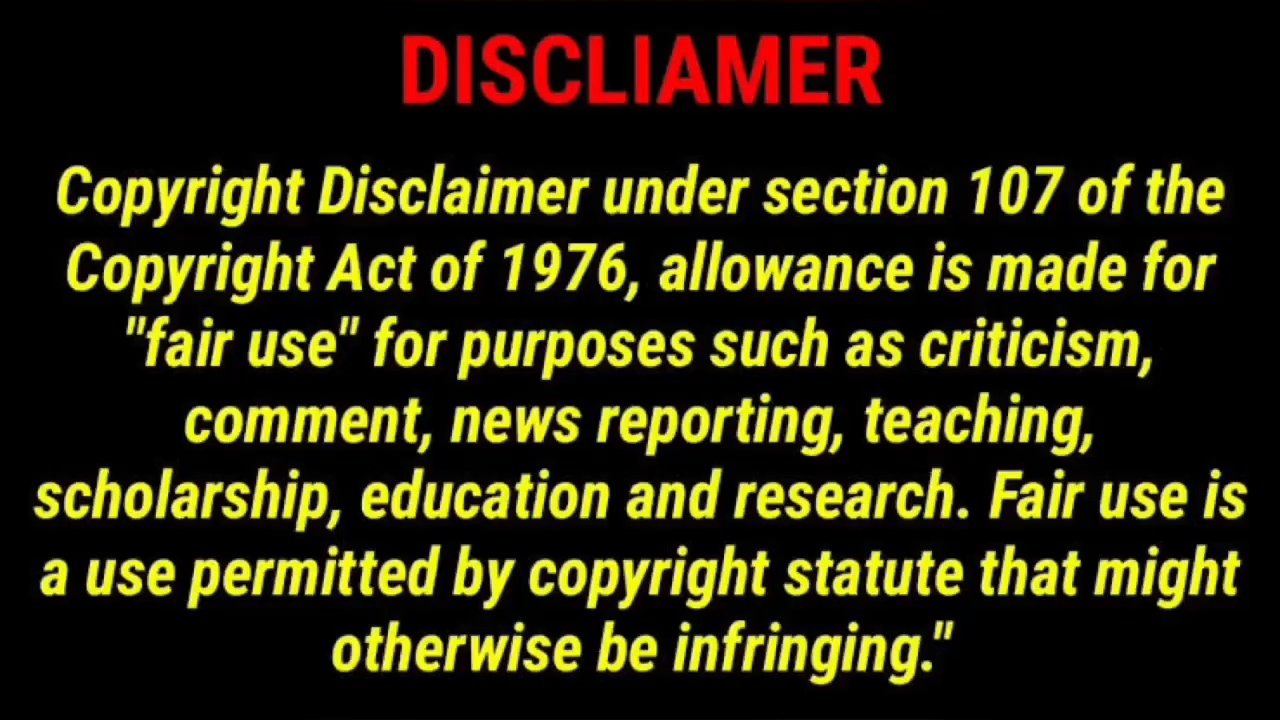 DISCLIAMER
Copyright Disclaimer under section 107 of the
Copyright Act of 1976, allowance is made for
"fair use" for purposes such as criticism,
comment, news reporting, teaching,
scholarship, education and research. Fair use is
a use permitted by copyright statute that might
otherwise be infringing."